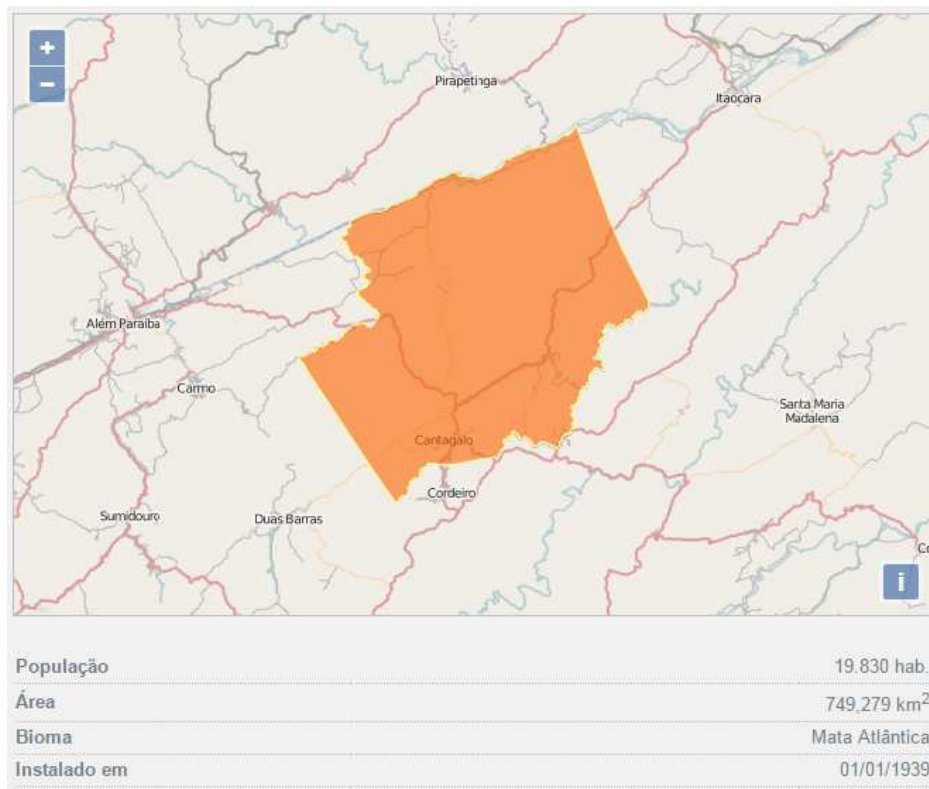 +
−
Pirapetinga
Itaocara
Além Paraíba
Carmo
Santa Maria
Madalena
Cantagalo
Cordeiro
Sumidouro
Duas Barras
Co
i
População 19.830 hab.
Área 749,279 km²
Bioma Mata Atlântica
Instalado em 01/01/1939